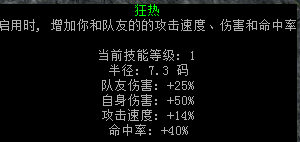 狂热
启用时, 增加你和队友的的攻击速度、伤害和命中率
当前技能等级: 1
半径: 7.3 码
队友伤害: +25%
自身伤害: +50%
攻击速度: +14%
命中率: +40%